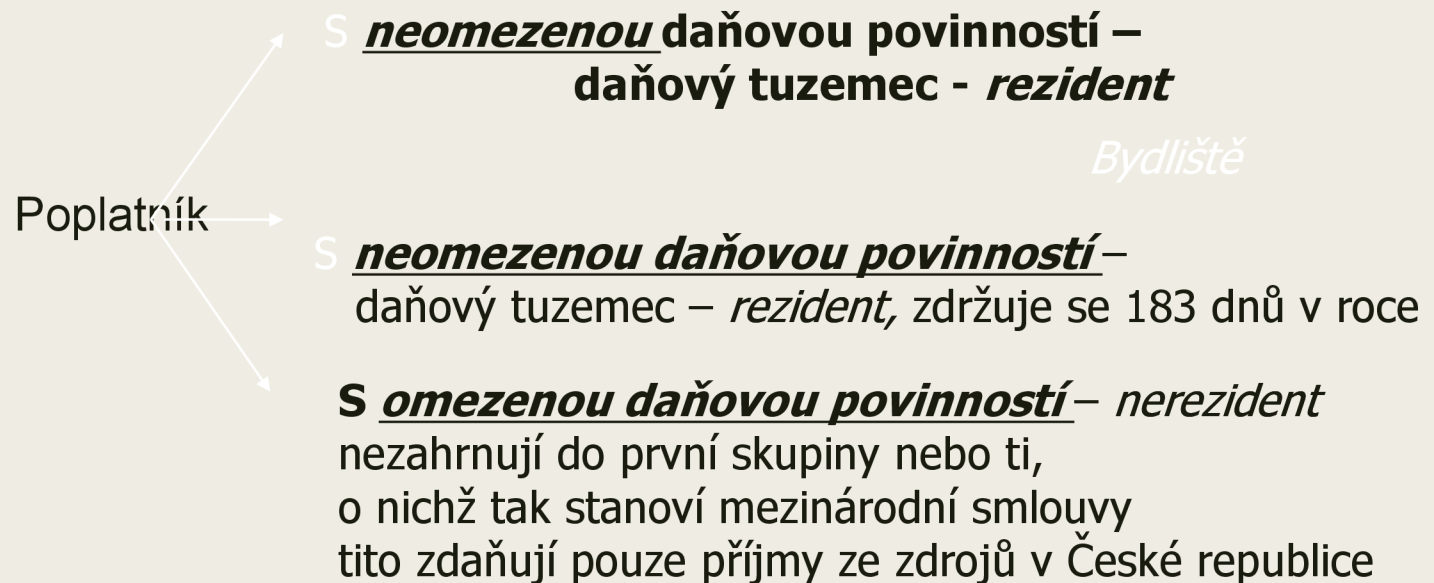 S neomezenou daňovou povinností –
daňový tuzemec - rezident
Bydliště
Poplatník
S neomezenou daňovou povinností –
daňový tuzemec – rezident, zdržuje se 183 dnů v roce
S omezenou daňovou povinností – nerezident
nezahrnují do první skupiny nebo ti,
o nichž tak stanoví mezinárodní smlouvy
tito zdaňují pouze příjmy ze zdrojů v České republice